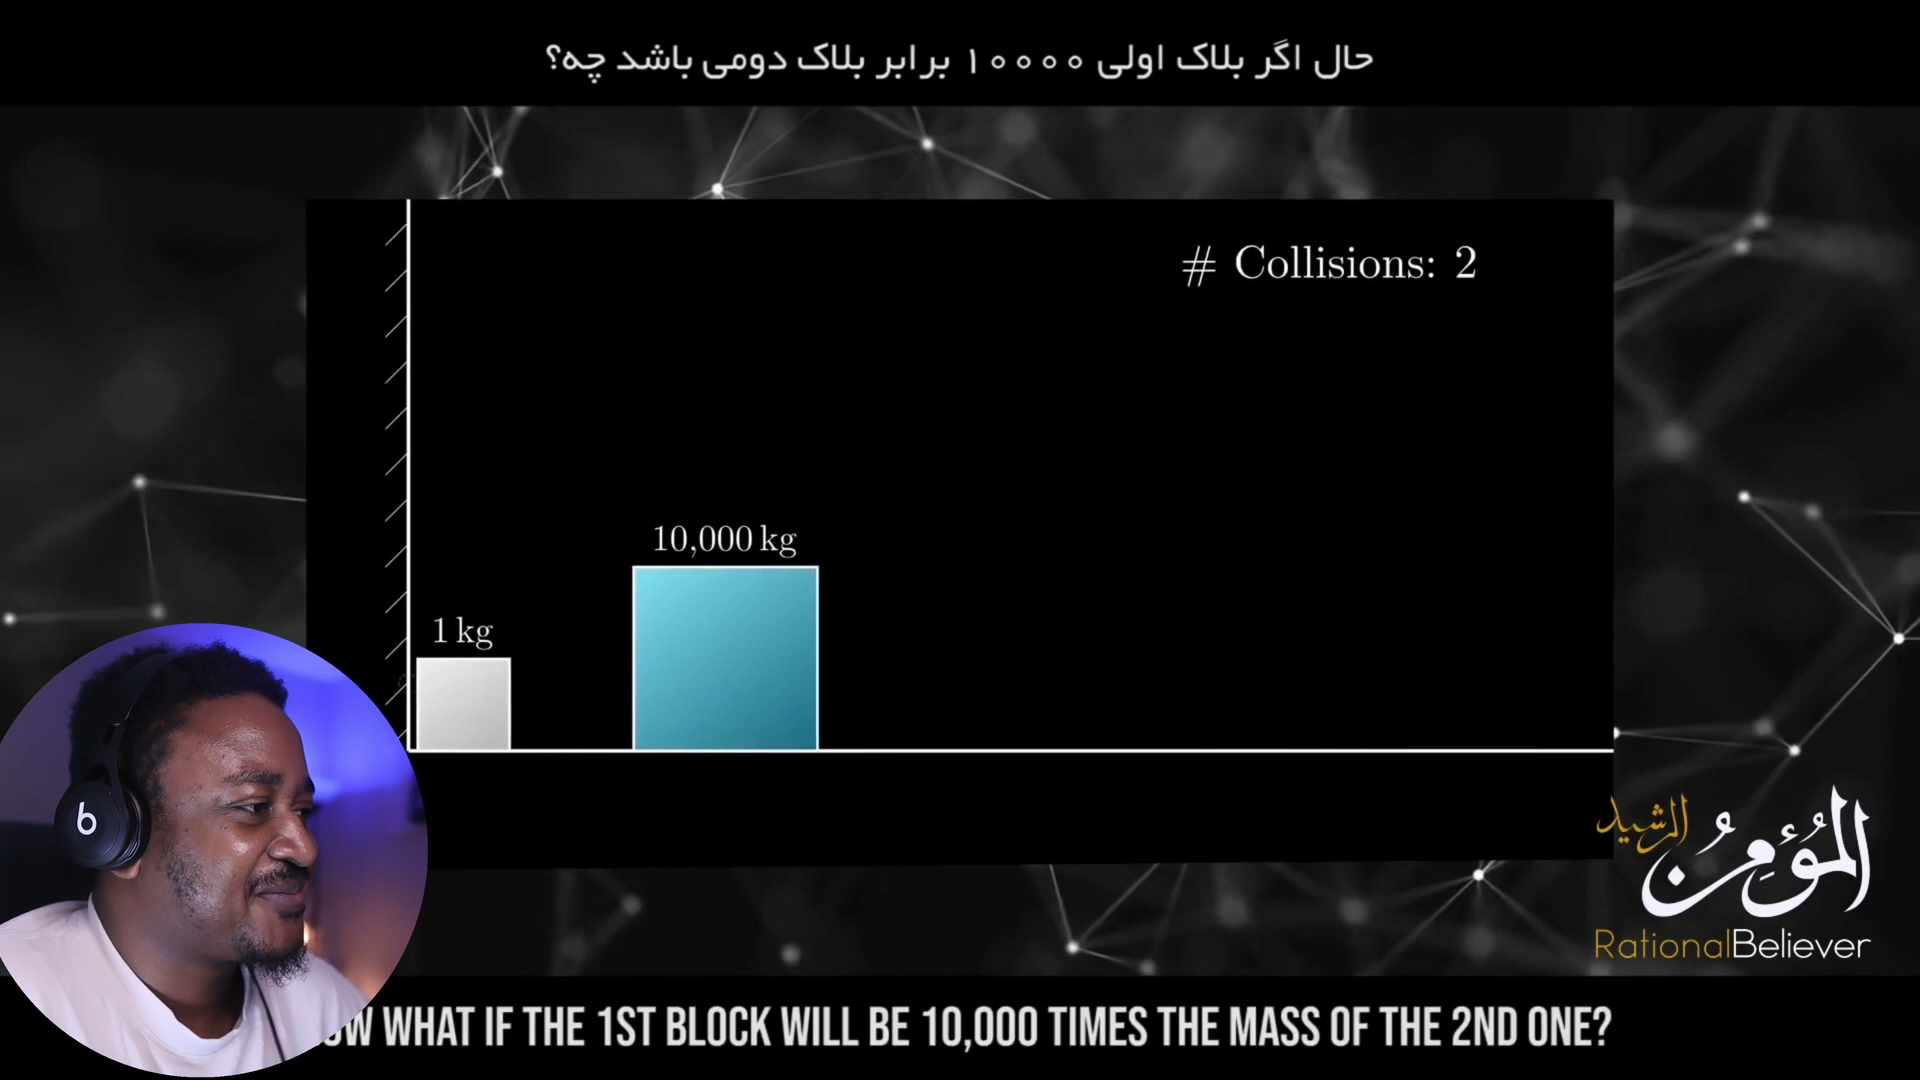 حال اگر بلاک اولی ۱۰۰۰۰ برابر بلاک دومی باشد چه؟
# Collisions: 2
10,000 kg
1 kg
b
المؤمن الرشيد
RationalBeliever
WHAT IF THE 1ST BLOCK WILL BE 10,000 TIMES THE MASS OF THE 2ND ONE?